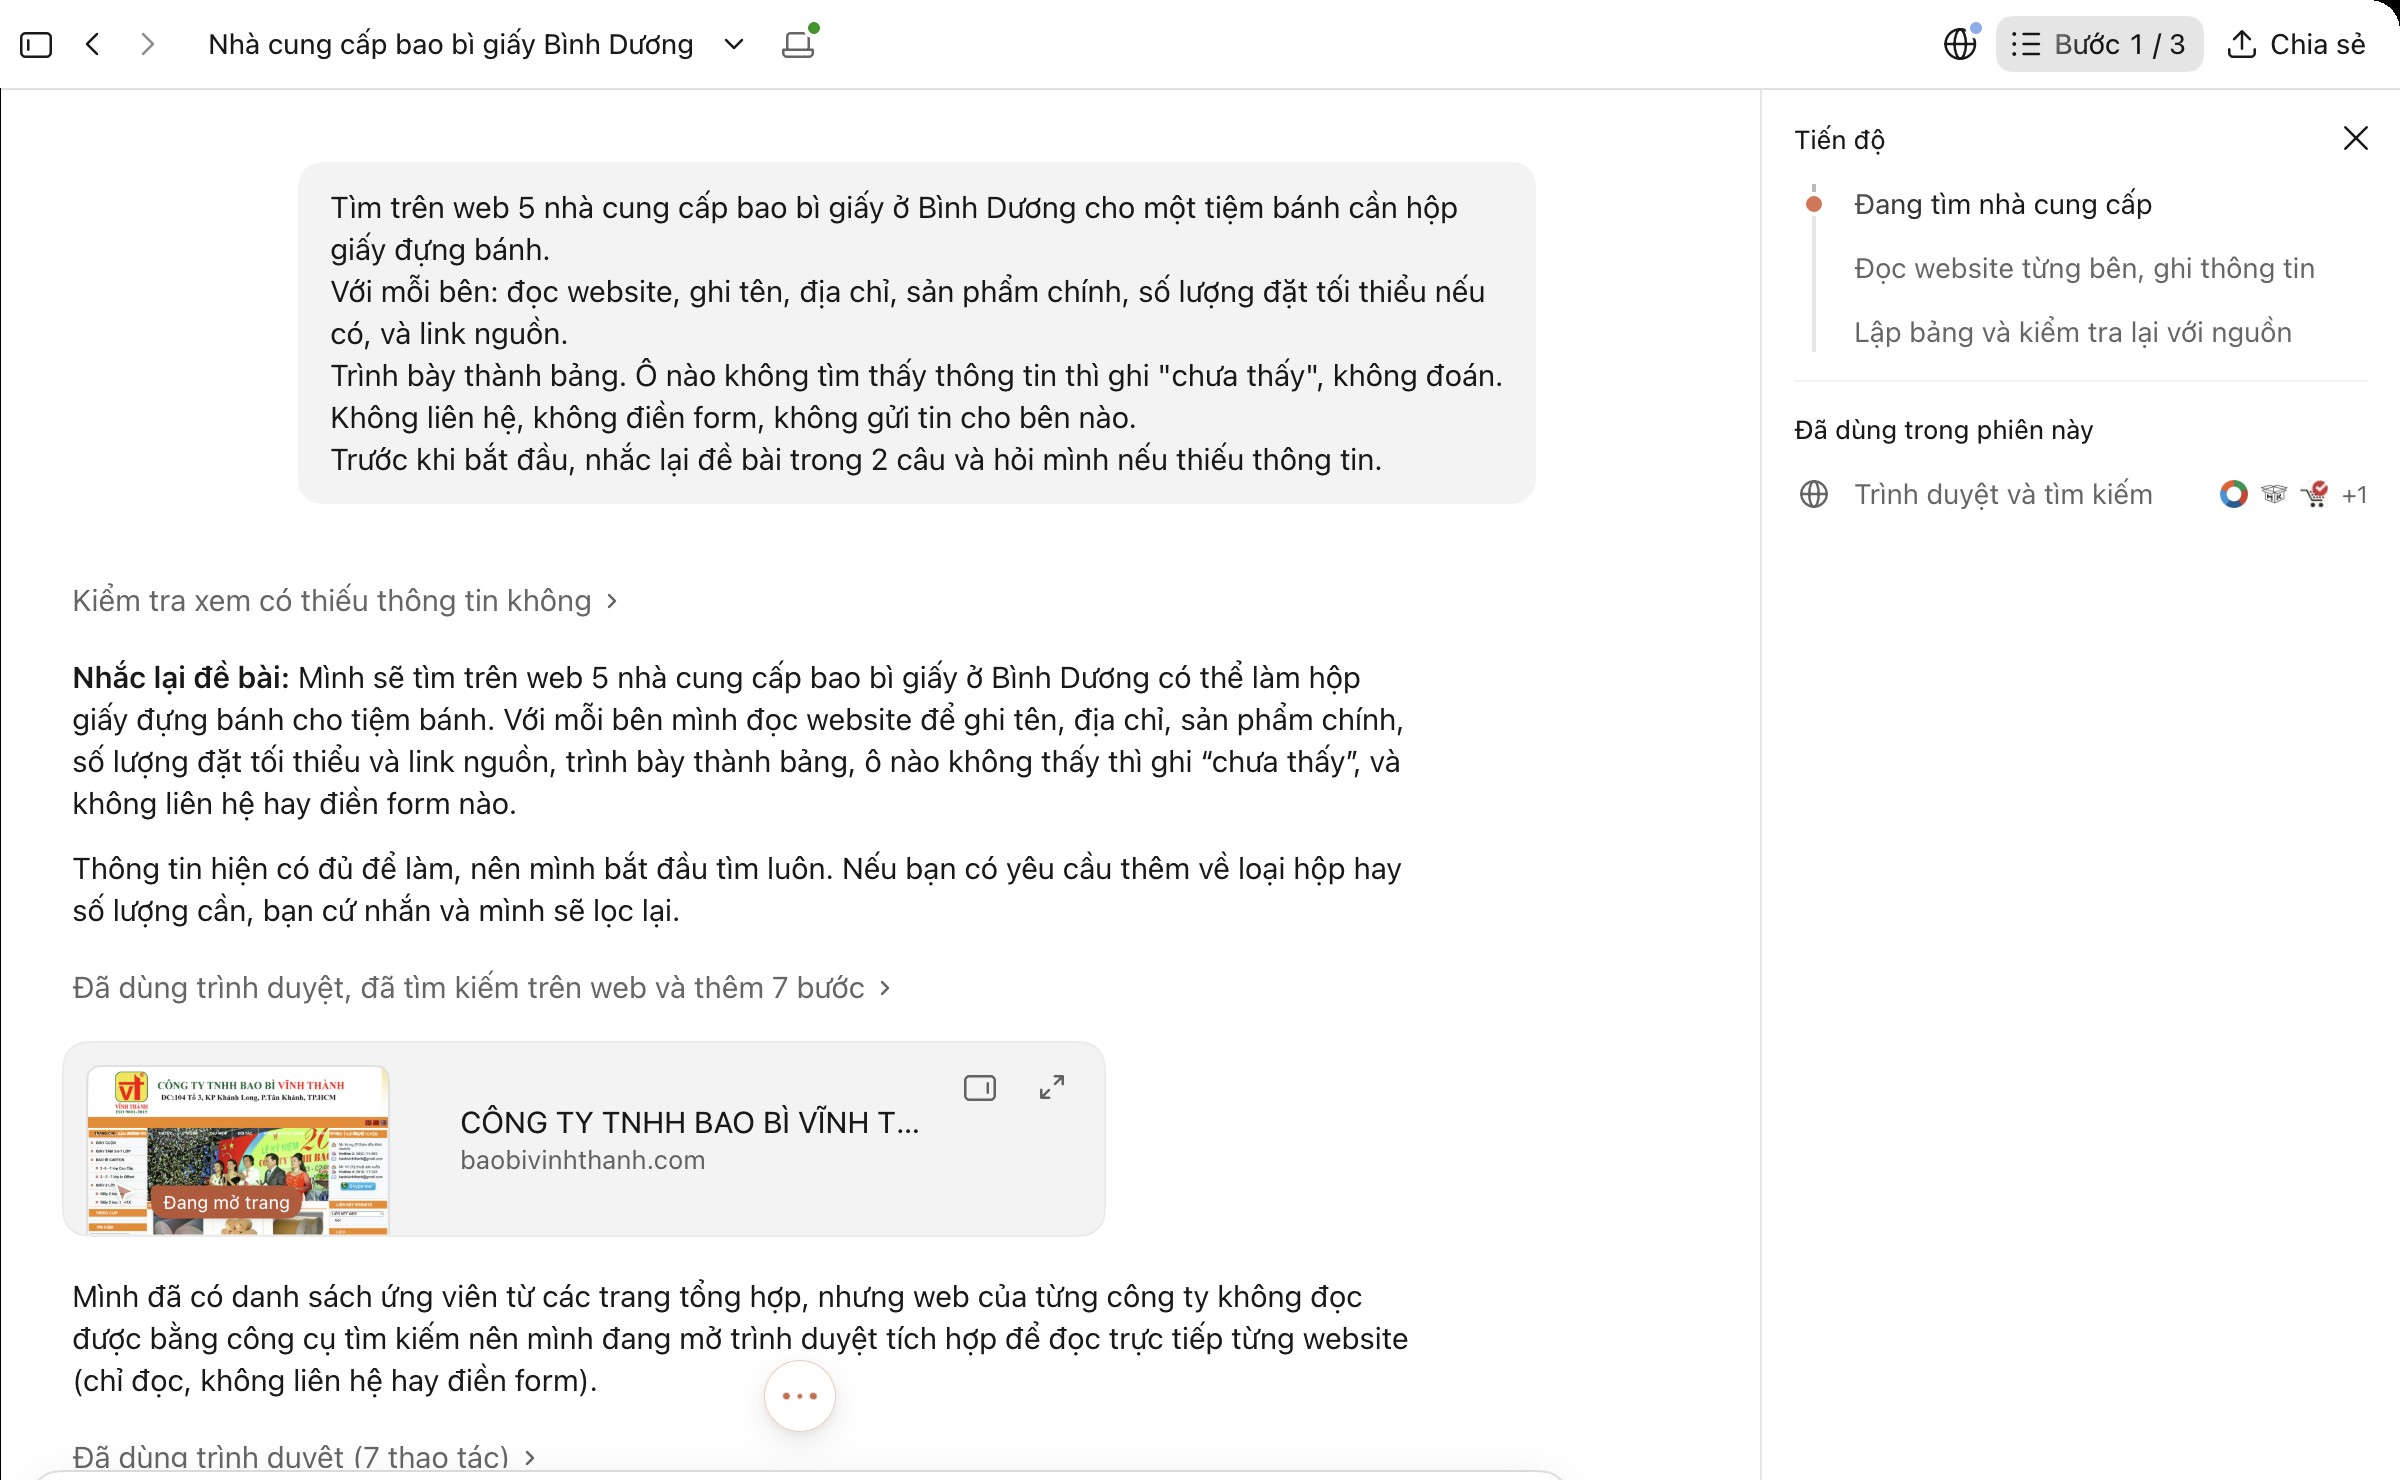 Nhà cung cấp bao bì giấy Bình Dương
Bước 1 / 3
Chia sẻ
Tìm trên web 5 nhà cung cấp bao bì giấy ở Bình Dương cho một tiệm bánh cần hộp
giấy đựng bánh.
Với mỗi bên: đọc website, ghi tên, địa chỉ, sản phẩm chính, số lượng đặt tối thiểu nếu
có, và link nguồn.
Trình bày thành bảng. Ô nào không tìm thấy thông tin thì ghi "chưa thấy", không đoán.
Không liên hệ, không điền form, không gửi tin cho bên nào.
Trước khi bắt đầu, nhắc lại đề bài trong 2 câu và hỏi mình nếu thiếu thông tin.
Kiểm tra xem có thiếu thông tin không
Nhắc lại đề bài: Mình sẽ tìm trên web 5 nhà cung cấp bao bì giấy ở Bình Dương có thể làm hộp
giấy đựng bánh cho tiệm bánh. Với mỗi bên mình đọc website để ghi tên, địa chỉ, sản phẩm chính,
số lượng đặt tối thiểu và link nguồn, trình bày thành bảng, ô nào không thấy thì ghi “chưa thấy”, và
không liên hệ hay điền form nào.
Thông tin hiện có đủ để làm, nên mình bắt đầu tìm luôn. Nếu bạn có yêu cầu thêm về loại hộp hay
số lượng cần, bạn cứ nhắn và mình sẽ lọc lại.
Đã dùng trình duyệt, đã tìm kiếm trên web và thêm 7 bước
CÔNG TY TNHH BAO BÌ VĨNH THÀNH
ĐC:104 Tổ 3, KP Khánh Long, P.Tân Khánh, TP.HCM
Đang mở trang
CÔNG TY TNHH BAO BÌ VĨNH T...
baobivinhthanh.com
Mình đã có danh sách ứng viên từ các trang tổng hợp, nhưng web của từng công ty không đọc
được bằng công cụ tìm kiếm nên mình đang mở trình duyệt tích hợp để đọc trực tiếp từng website
(chỉ đọc, không liên hệ hay điền form).
Đã dùng trình duyệt (7 thao tác)
Tiến độ
Đang tìm nhà cung cấp
Đọc website từng bên, ghi thông tin
Lập bảng và kiểm tra lại với nguồn
Đã dùng trong phiên này
Trình duyệt và tìm kiếm
+1